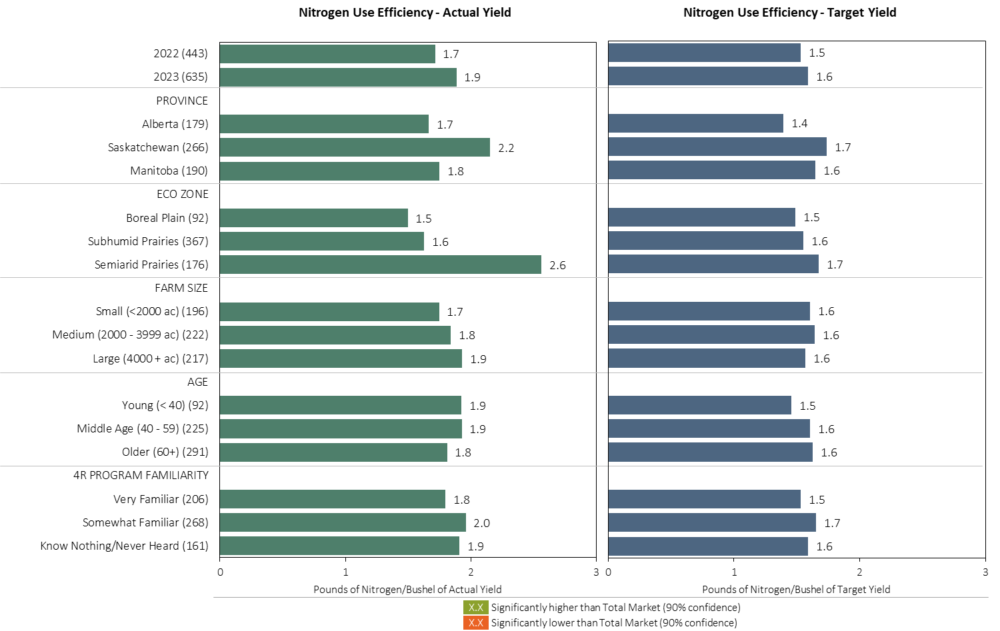 Nitrogen Use Efficiency - Actual Yield
Nitrogen Use Efficiency - Target Yield
2022 (443) 1.7 1.5
2023 (635) 1.9 1.6
PROVINCE
Alberta (179) 1.7 1.4
Saskatchewan (266) 2.2 1.7
Manitoba (190) 1.8 1.6
ECO ZONE
Boreal Plain (92) 1.5 1.5
Subhumid Prairies (367) 1.6 1.6
Semiarid Prairies (176) 2.6 1.7
FARM SIZE
Small (<2000 ac) (196) 1.7 1.6
Medium (2000 - 3999 ac) (222) 1.8 1.6
Large (4000 + ac) (217) 1.9 1.6
AGE
Young (< 40) (92) 1.9 1.5
Middle Age (40 - 59) (225) 1.9 1.6
Older (60+) (291) 1.8 1.6
4R PROGRAM FAMILIARITY
Very Familiar (206) 1.8 1.5
Somewhat Familiar (268) 2.0 1.7
Know Nothing/Never Heard (161) 1.9 1.6
0 1 2 3 0 1 2 3
Pounds of Nitrogen/Bushel of Actual Yield
Pounds of Nitrogen/Bushel of Target Yield
X.X Significantly higher than Total Market (90% confidence)
X.X Significantly lower than Total Market (90% confidence)